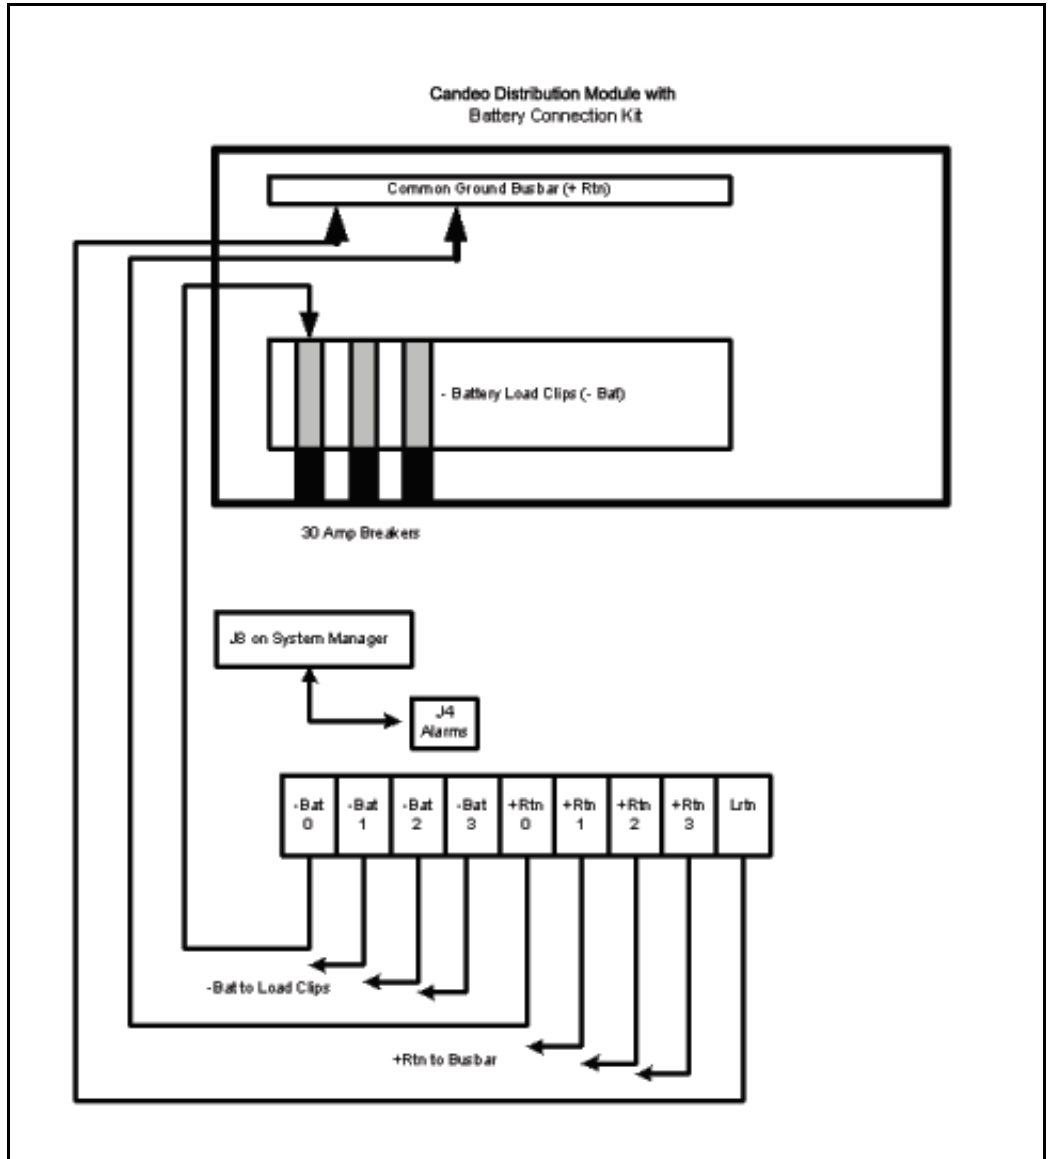 Candeo Distribution Module with
Battery Connection Kit
Common Ground Busbar (+ Rtn)
- Battery Load Clips (- Bat)
30 Amp Breakers
J8 on System Manager
J4
Alarms
-Bat
0
-Bat
1
-Bat
2
-Bat
3
+Rtn
0
+Rtn
1
+Rtn
2
+Rtn
3
Lrtn
-Bat to Load Clips
+Rtn to Busbar